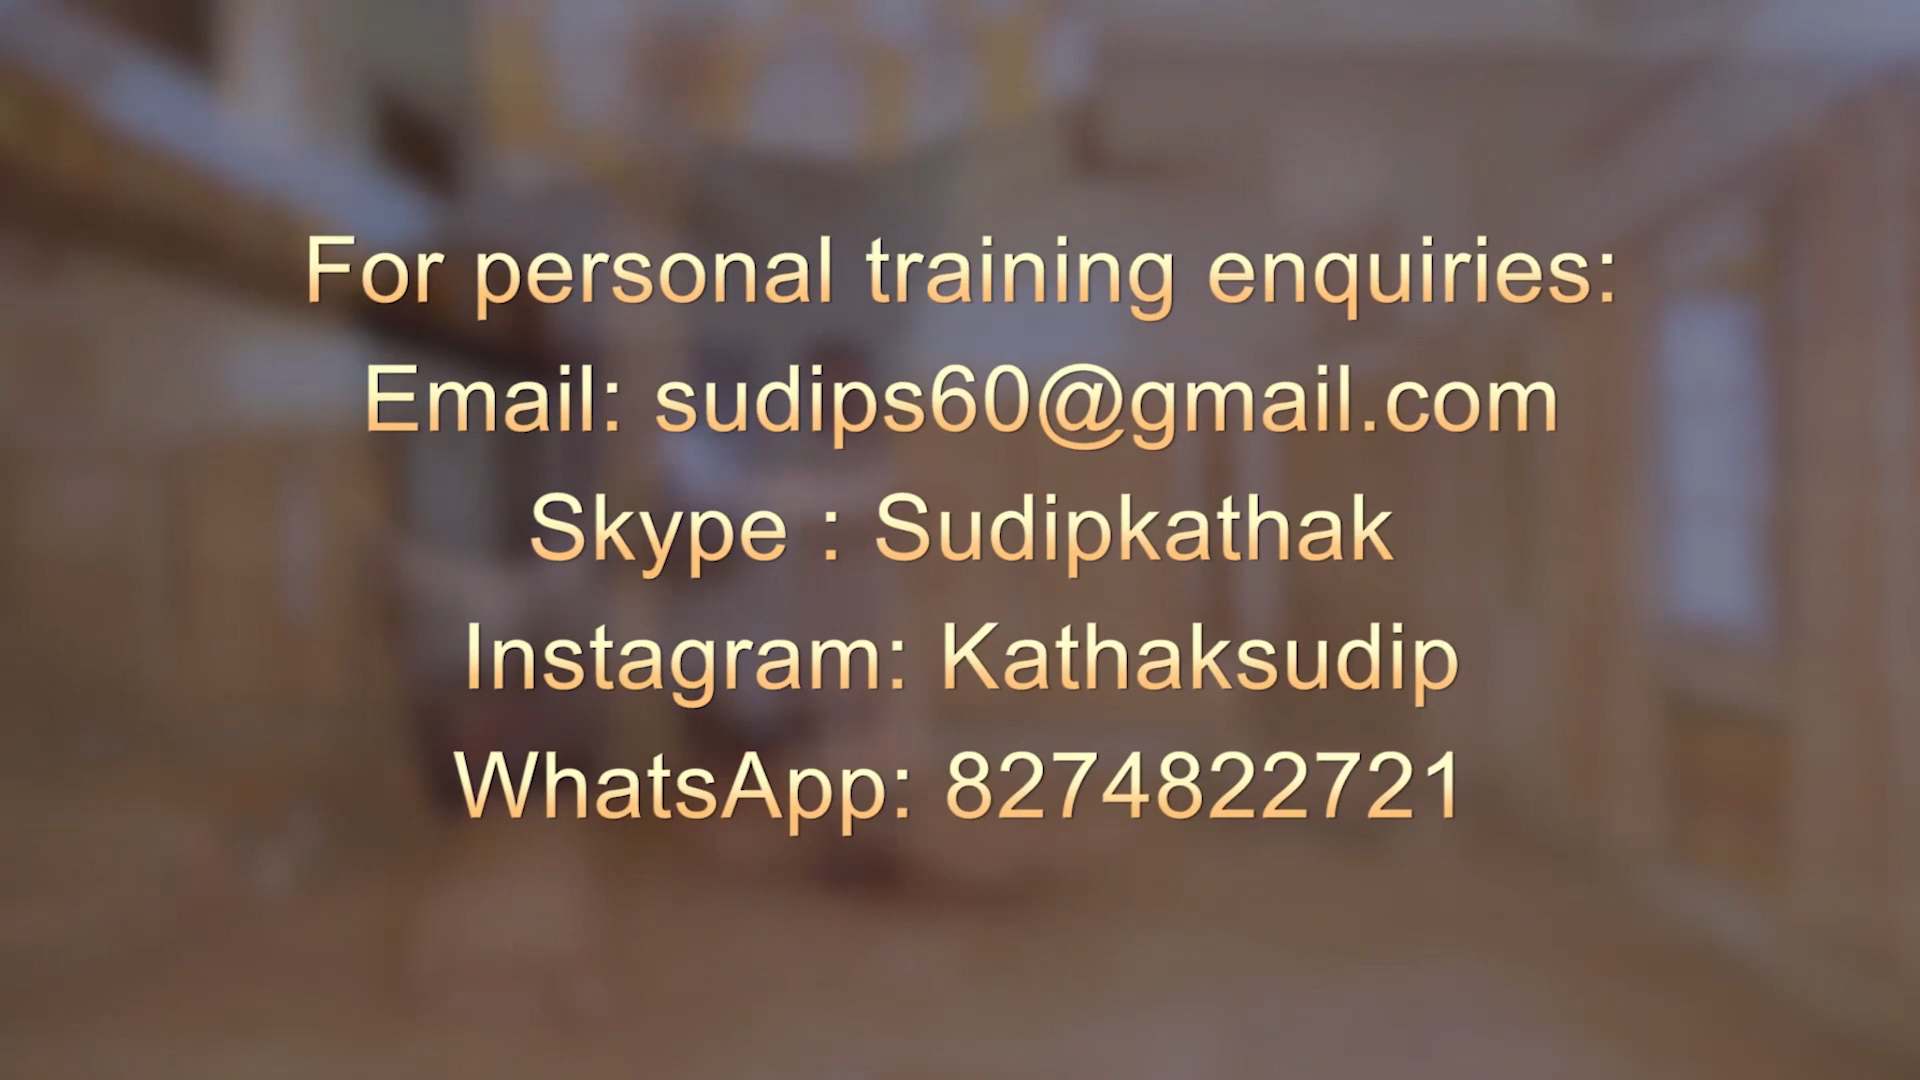 For personal training enquiries:
Email: sudips60@gmail.com
Skype : Sudipkathak
Instagram: Kathaksudip
WhatsApp: 8274822721